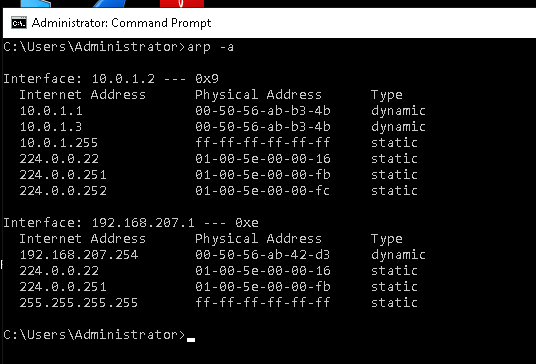 Administrator: Command Prompt
C:\Users\Administrator>arp -a
Interface: 10.0.1.2 --- 0x9
Internet Address Physical Address Type
10.0.1.1 00-50-56-ab-b3-4b dynamic
10.0.1.3 00-50-56-ab-b3-4b dynamic
10.0.1.255 ff-ff-ff-ff-ff-ff static
224.0.0.22 01-00-5e-00-00-16 static
224.0.0.251 01-00-5e-00-00-fb static
224.0.0.252 01-00-5e-00-00-fc static
Interface: 192.168.207.1 --- 0xe
Internet Address Physical Address Type
192.168.207.254 00-50-56-ab-42-d3 dynamic
224.0.0.22 01-00-5e-00-00-16 static
224.0.0.251 01-00-5e-00-00-fb static
255.255.255.255 ff-ff-ff-ff-ff-ff static
C:\Users\Administrator>